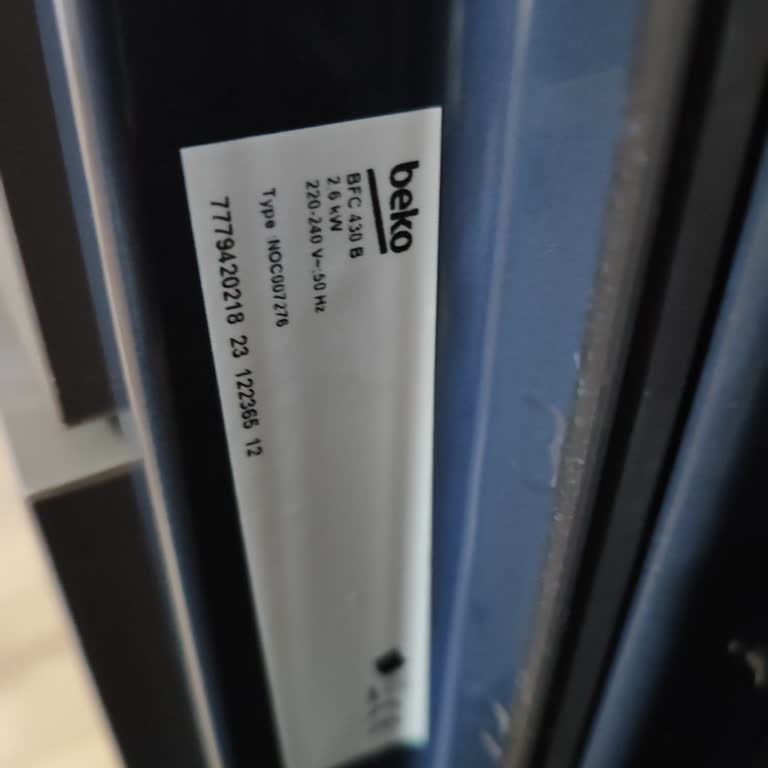 beko
BFC 430 B
2.6 kW
220-240 V~ 50 Hz
Type :NOC007276
7779420218 23 122365 12